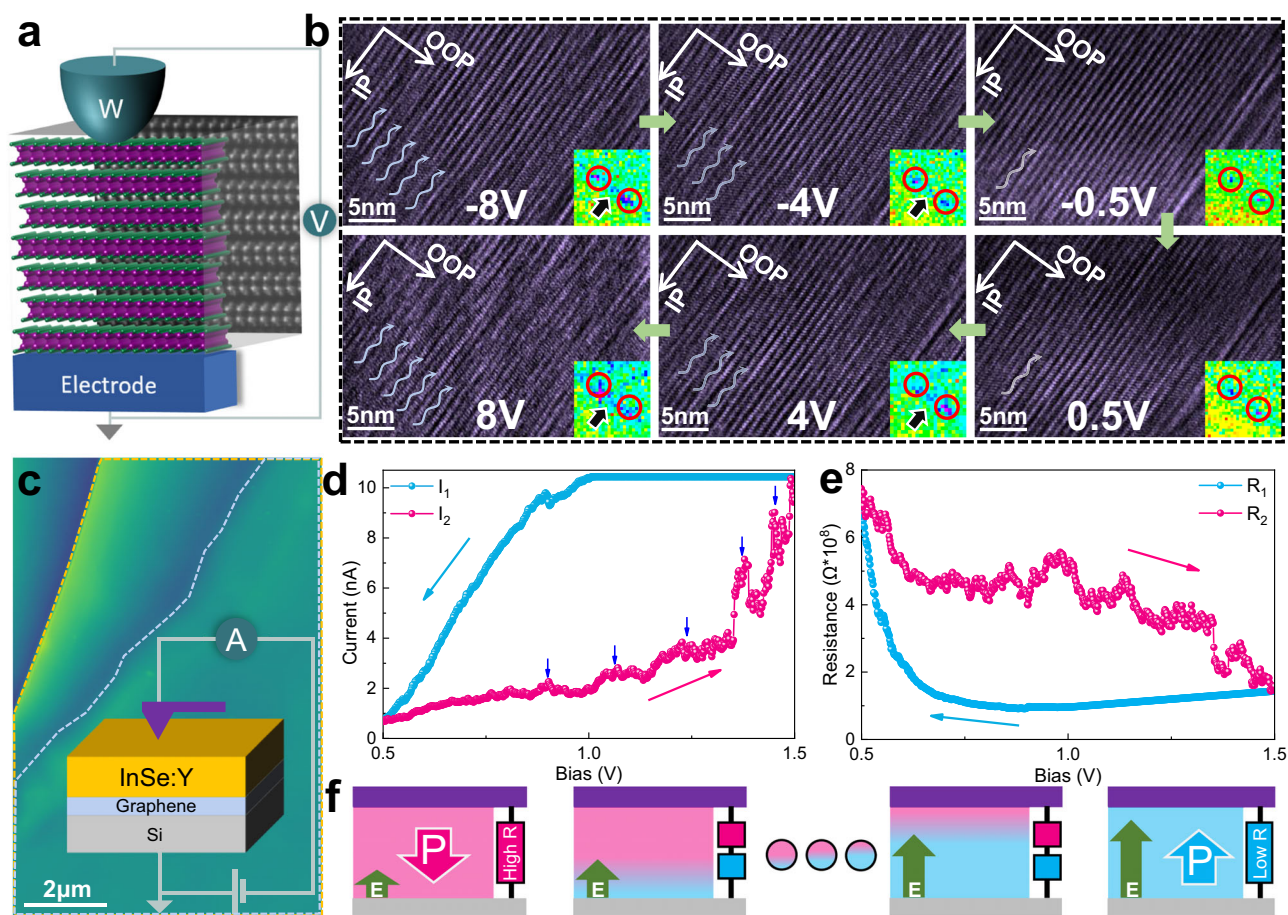 a
W
V
Electrode
b
OOP
IP
5nm
-8V
OOP
IP
5nm
-4V
OOP
IP
5nm
-0.5V
OOP
IP
5nm
8V
OOP
IP
5nm
4V
OOP
IP
5nm
0.5V
c
A
InSe:Y
Graphene
Si
2μm
d
I1
I2
Current (nA)
10
8
6
4
2
0
0.5
1.0
1.5
Bias (V)
e
R1
R2
Resistance (Ω*10^8)
8
6
4
2
0
0.5
1.0
1.5
Bias (V)
f
P
E
High R
E
E
P
E
Low R